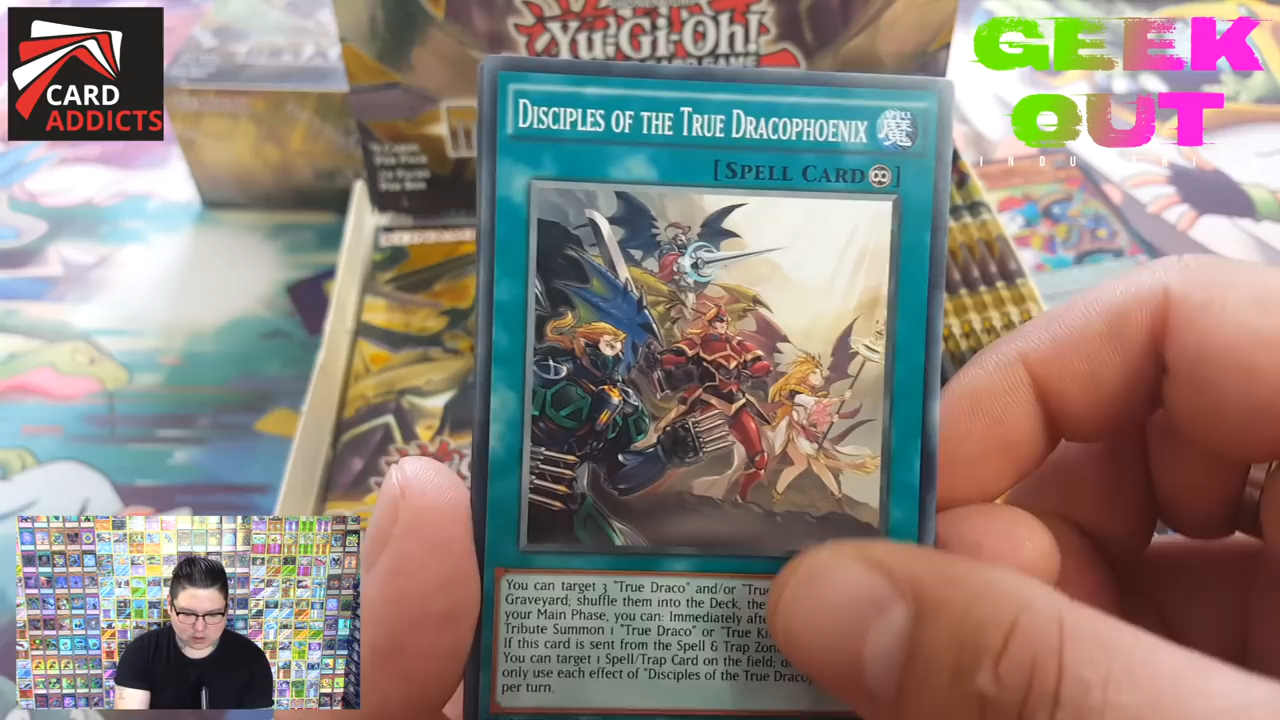 CARD
ADDICTS
Yu-Gi-Oh!
CARD GAME
GEEK
OUT
DISCIPLES OF THE TRUE DRACOPHOENIX
SPELL
魔
[SPELL CARD]
You can target 3 "True Draco" and/or "True
Graveyard; shuffle them into the Deck, the
your Main Phase, you can: Immediately afte
Tribute Summon 1 "True Draco" or "True Ki
If this card is sent from the Spell & Trap Zon
You can target 1 Spell/Trap Card on the field; de
only use each effect of "Disciples of the True Draco
per turn.